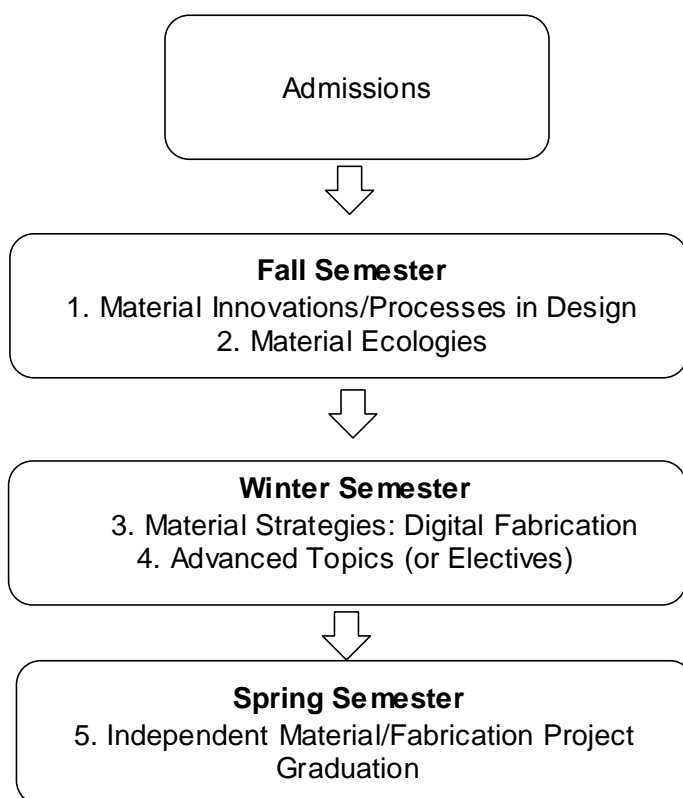 Admissions
Fall Semester
1. Material Innovations/Processes in Design
2. Material Ecologies
Winter Semester
3. Material Strategies: Digital Fabrication
4. Advanced Topics (or Electives)
Spring Semester
5. Independent Material/Fabrication Project
Graduation